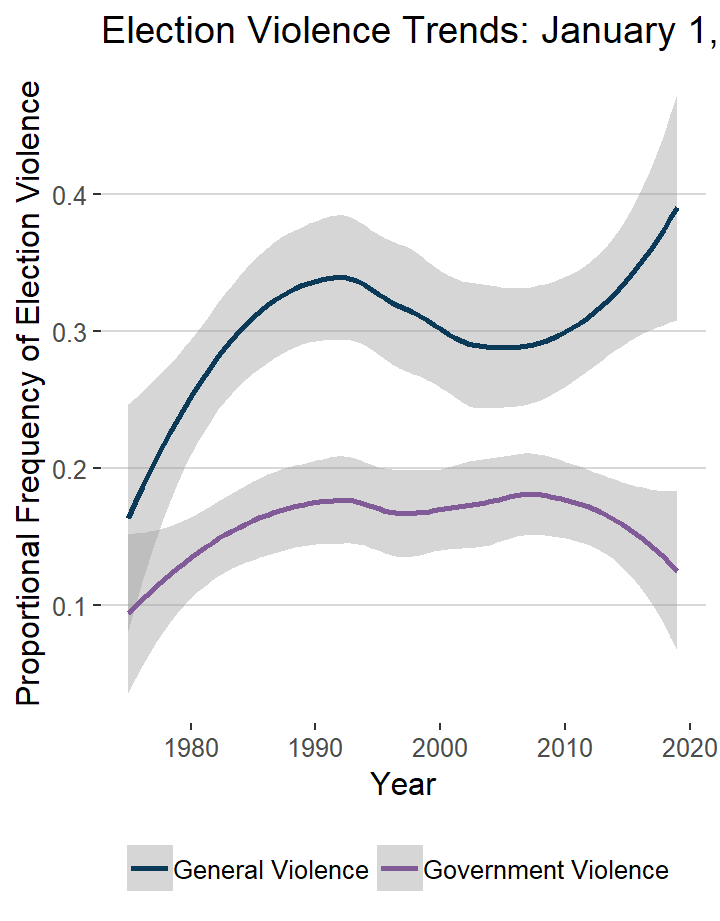 Election Violence Trends: January 1,
Proportional Frequency of Election Violence
0.4
0.3
0.2
0.1
1980 1990 2000 2010 2020
Year
General Violence Government Violence